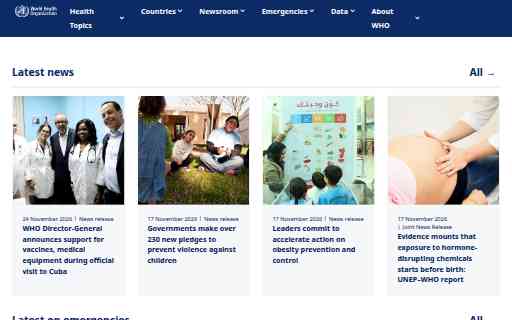 World Health
Organization
Health
Topics
Countries
Newsroom
Emergencies
Data
About
WHO
Latest news
All →
24 November 2026 | News release
WHO Director-General
announces support for
vaccines, medical
equipment during official
visit to Cuba
17 November 2026 | News release
Governments make over
230 new pledges to
prevent violence against
children
17 November 2026 | News release
Leaders commit to
accelerate action on
obesity prevention and
control
17 November 2026
| Joint News Release
Evidence mounts that
exposure to hormone-
disrupting chemicals
starts before birth:
UNEP–WHO report
Latest on emergencies
All